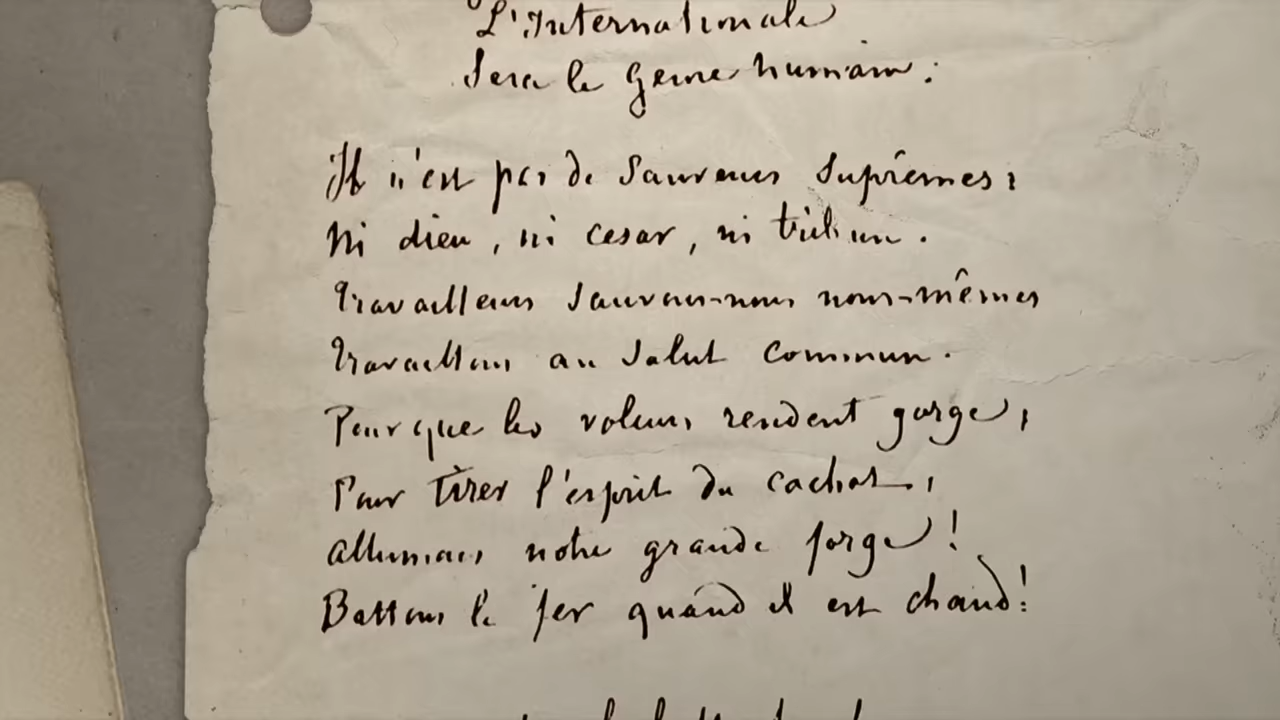 L'Internationale
Sera le genre humain.
Il n'est pas de Sauveurs Suprêmes ;
Ni dieu, ni cesar, ni tribun.
Travailleurs Sauvons-nous nous-mêmes
Travaillons au Salut Commun.
Pour que les voleurs rendent gorge,
Pour tirer l'esprit du cachot,
allumons notre grande forge !
Battons le fer quand il est chaud !